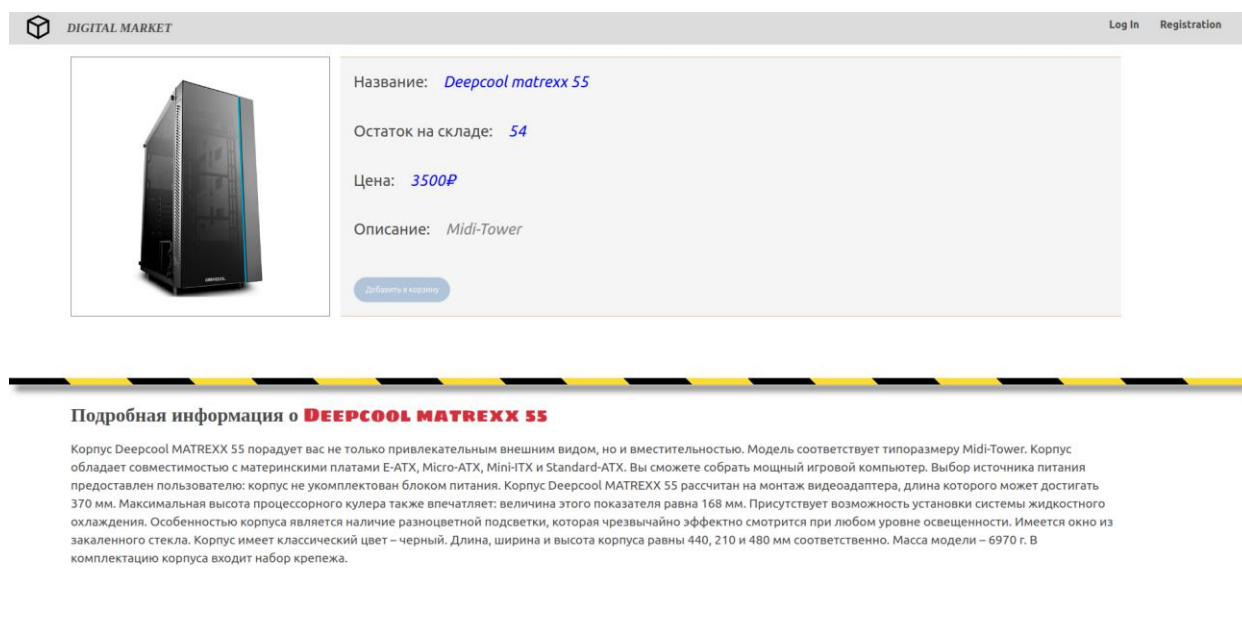 DIGITAL MARKET
Log In Registration
Название: Deepcool matrexx 55
Остаток на складе: 54
Цена: 3500₽
Описание: Midi-Tower
DEEPCOOL
Добавить в корзину
Подробная информация о Deepcool matrexx 55
Корпус Deepcool MATREXX 55 порадует вас не только привлекательным внешним видом, но и вместительностью. Модель соответствует типоразмеру Midi-Tower. Корпус
обладает совместимостью с материнскими платами E-ATX, Micro-ATX, Mini-ITX и Standard-ATX. Вы сможете собрать мощный игровой компьютер. Выбор источника питания
предоставлен пользователю: корпус не укомплектован блоком питания. Корпус Deepcool MATREXX 55 рассчитан на монтаж видеоадаптера, длина которого может достигать
370 мм. Максимальная высота процессорного кулера также впечатляет: величина этого показателя равна 168 мм. Присутствует возможность установки системы жидкостного
охлаждения. Особенностью корпуса является наличие разноцветной подсветки, которая чрезвычайно эффектно смотрится при любом уровне освещенности. Имеется окно из
закаленного стекла. Корпус имеет классический цвет – черный. Длина, ширина и высота корпуса равны 440, 210 и 480 мм соответственно. Масса модели – 6970 г. В
комплектацию корпуса входит набор крепежа.